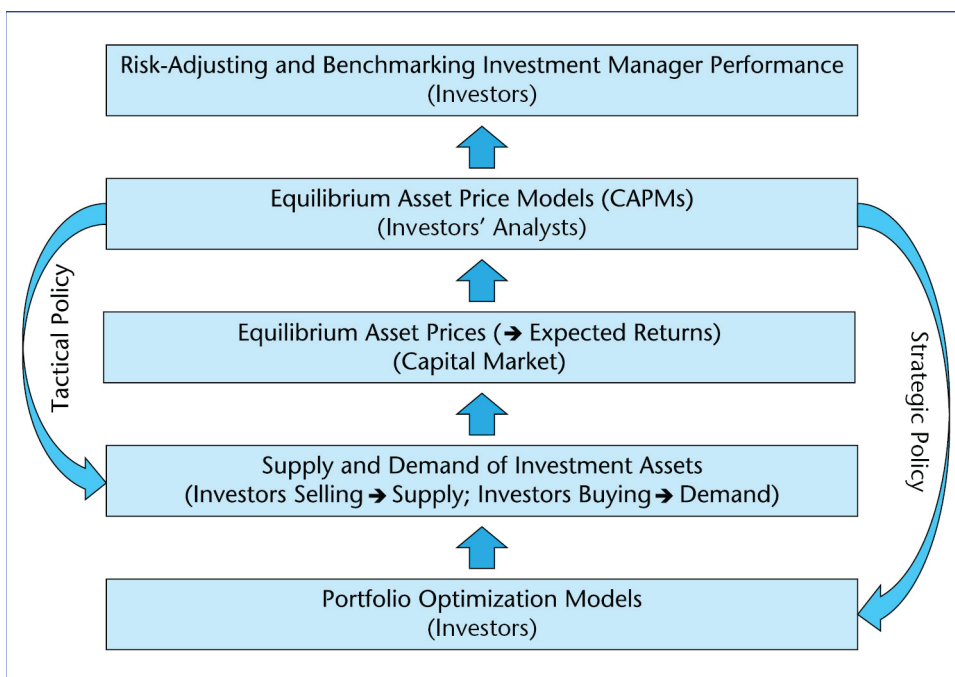 Risk-Adjusting and Benchmarking Investment Manager Performance
(Investors)
Equilibrium Asset Price Models (CAPMs)
(Investors’ Analysts)
Tactical Policy
Equilibrium Asset Prices (➔ Expected Returns)
(Capital Market)
Strategic Policy
Supply and Demand of Investment Assets
(Investors Selling ➔ Supply; Investors Buying ➔ Demand)
Portfolio Optimization Models
(Investors)